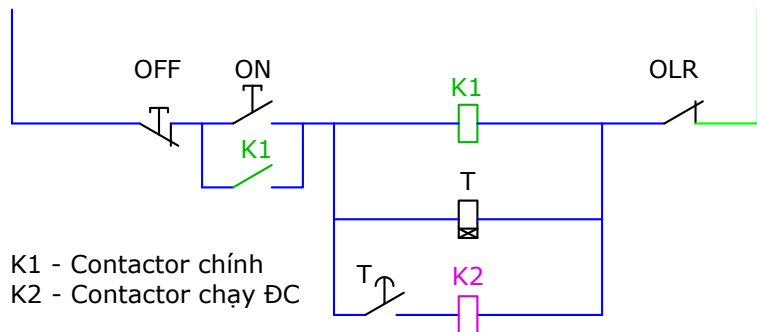 OFF
ON
OLR
K1
K1
T
T
K2
K1 - Contactor chính
K2 - Contactor chạy ĐC